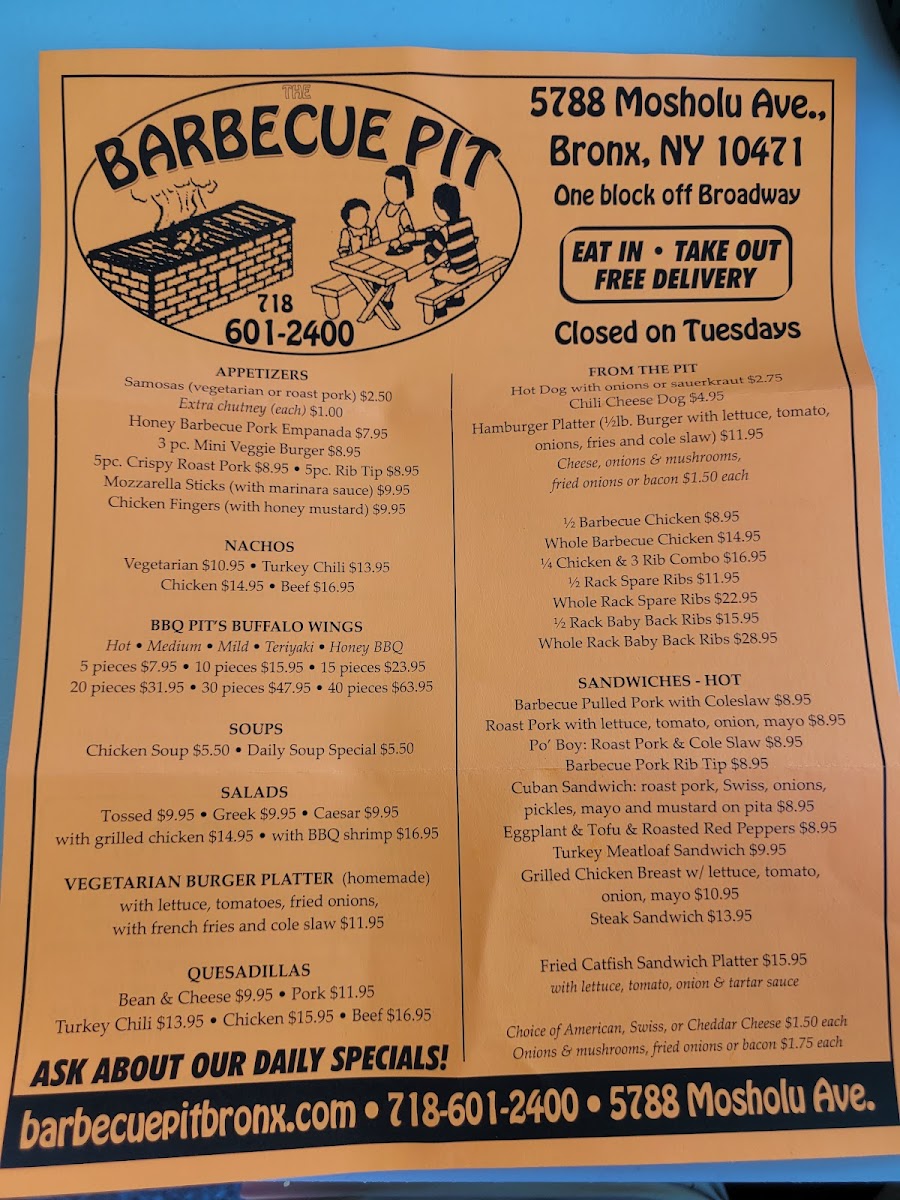 THE
BARBECUE PIT
718
601-2400
5788 Mosholu Ave.,
Bronx, NY 10471
One block off Broadway
EAT IN • TAKE OUT
FREE DELIVERY
Closed on Tuesdays
APPETIZERS
Samosas (vegetarian or roast pork) $2.50
Extra chutney (each) $1.00
Honey Barbecue Pork Empanada $7.95
3 pc. Mini Veggie Burger $8.95
5pc. Crispy Roast Pork $8.95 • 5pc. Rib Tip $8.95
Mozzarella Sticks (with marinara sauce) $9.95
Chicken Fingers (with honey mustard) $9.95
NACHOS
Vegetarian $10.95 • Turkey Chili $13.95
Chicken $14.95 • Beef $16.95
BBQ PIT'S BUFFALO WINGS
Hot • Medium • Mild • Teriyaki • Honey BBQ
5 pieces $7.95 • 10 pieces $15.95 • 15 pieces $23.95
20 pieces $31.95 • 30 pieces $47.95 • 40 pieces $63.95
SOUPS
Chicken Soup $5.50 • Daily Soup Special $5.50
SALADS
Tossed $9.95 • Greek $9.95 • Caesar $9.95
with grilled chicken $14.95 • with BBQ shrimp $16.95
VEGETARIAN BURGER PLATTER (homemade)
with lettuce, tomatoes, fried onions,
with french fries and cole slaw $11.95
QUESADILLAS
Bean & Cheese $9.95 • Pork $11.95
Turkey Chili $13.95 • Chicken $15.95 • Beef $16.95
ASK ABOUT OUR DAILY SPECIALS!
FROM THE PIT
Hot Dog with onions or sauerkraut $2.75
Chili Cheese Dog $4.95
Hamburger Platter (½lb. Burger with lettuce, tomato,
onions, fries and cole slaw) $11.95
Cheese, onions & mushrooms,
fried onions or bacon $1.50 each
½ Barbecue Chicken $8.95
Whole Barbecue Chicken $14.95
¼ Chicken & 3 Rib Combo $16.95
½ Rack Spare Ribs $11.95
Whole Rack Spare Ribs $22.95
½ Rack Baby Back Ribs $15.95
Whole Rack Baby Back Ribs $28.95
SANDWICHES - HOT
Barbecue Pulled Pork with Coleslaw $8.95
Roast Pork with lettuce, tomato, onion, mayo $8.95
Po' Boy: Roast Pork & Cole Slaw $8.95
Barbecue Pork Rib Tip $8.95
Cuban Sandwich: roast pork, Swiss, onions,
pickles, mayo and mustard on pita $8.95
Eggplant & Tofu & Roasted Red Peppers $8.95
Turkey Meatloaf Sandwich $9.95
Grilled Chicken Breast w/ lettuce, tomato,
onion, mayo $10.95
Steak Sandwich $13.95
Fried Catfish Sandwich Platter $15.95
with lettuce, tomato, onion & tartar sauce
Choice of American, Swiss, or Cheddar Cheese $1.50 each
Onions & mushrooms, fried onions or bacon $1.75 each
barbecuepitbronx.com • 718-601-2400 • 5788 Mosholu Ave.